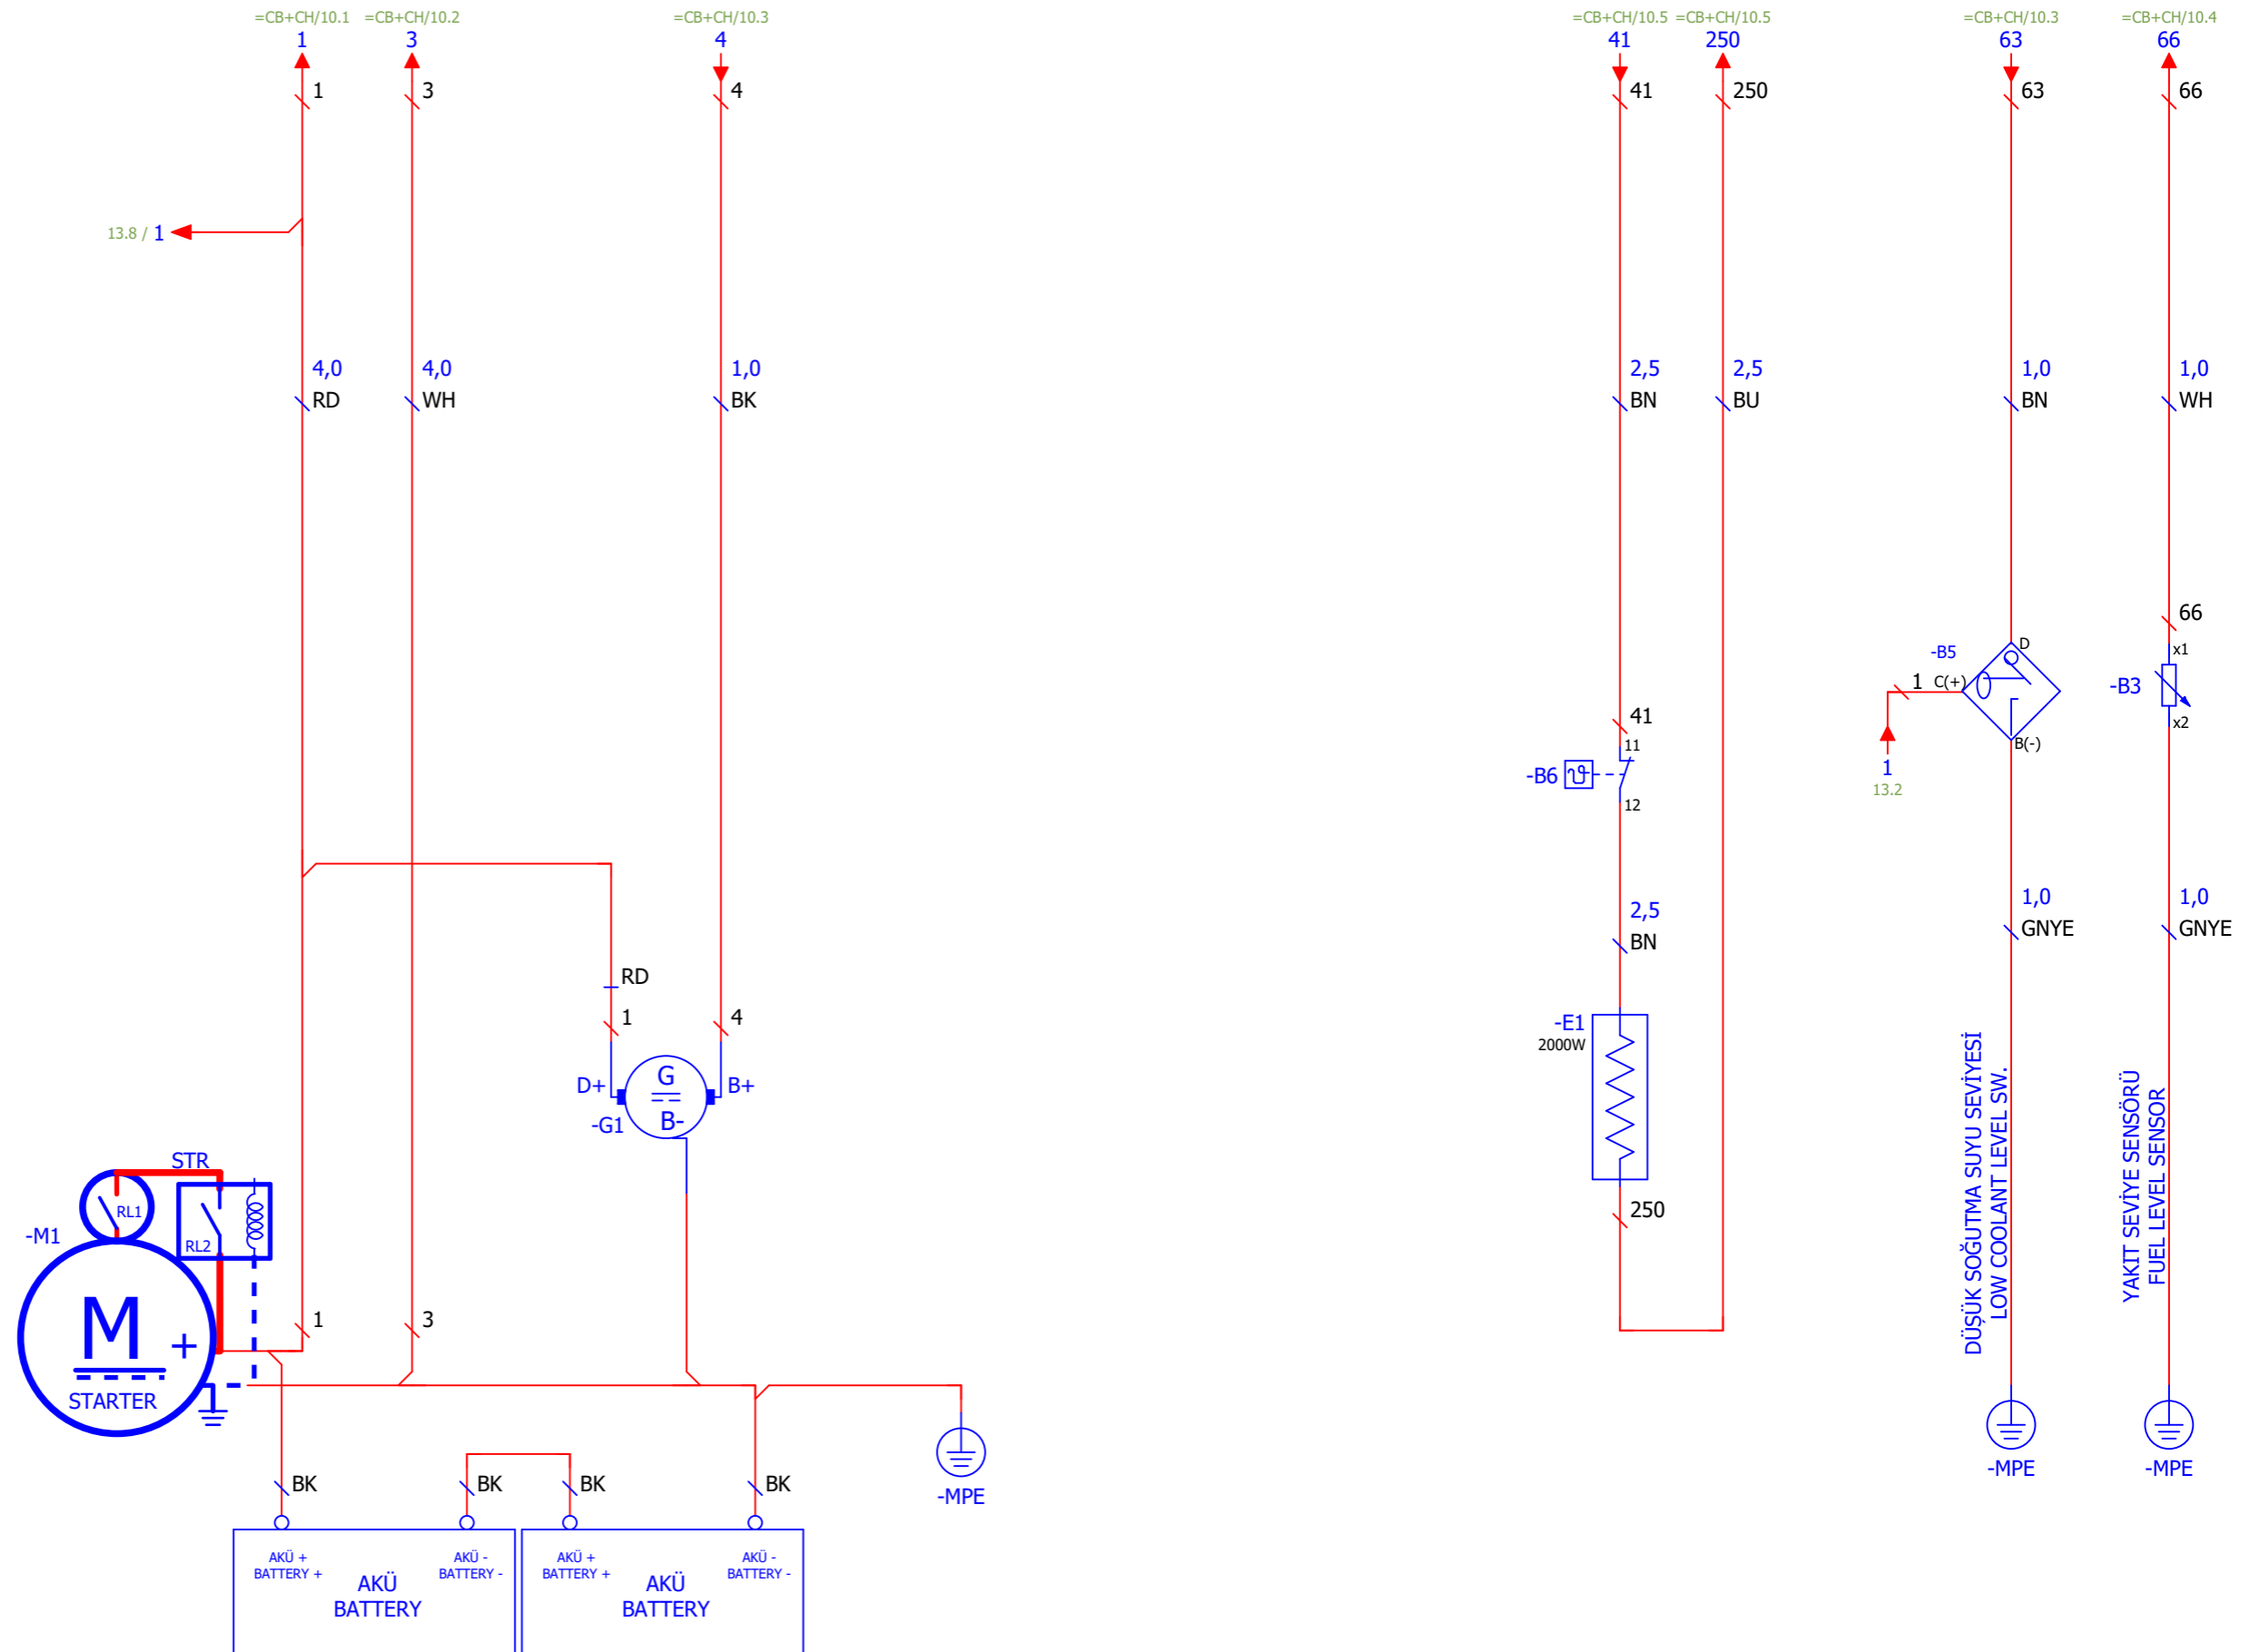 =CB+CH/10.1 =CB+CH/10.2 =CB+CH/10.3 =CB+CH/10.5 =CB+CH/10.5 =CB+CH/10.3 =CB+CH/10.4
1 3 4 41 250 63 66
1 3 4 41 250 63 66
13.8 / 1
4,0 4,0 1,0 2,5 2,5 1,0 1,0
RD WH BK BN BU BN WH
66
D
-B5
x1
1 C(+)
-B3
41
x2
11
B(-)
-B6
1
12
13.2
2,5 1,0 1,0
BN GNYE GNYE
RD
1 4
-E1
2000W
D+ G B+
B-
-G1
250
DÜŞÜK SOĞUTMA SUYU SEVİYESİ
LOW COOLANT LEVEL SW.
YAKIT SEVİYE SENSÖRÜ
FUEL LEVEL SENSOR
STR
RL1
-M1
RL2
M +
STARTER
1 3
-MPE -MPE
BK BK BK BK
-MPE
AKÜ +
BATTERY +
AKÜ -
BATTERY -
AKÜ
BATTERY
AKÜ +
BATTERY +
AKÜ -
BATTERY -
AKÜ
BATTERY